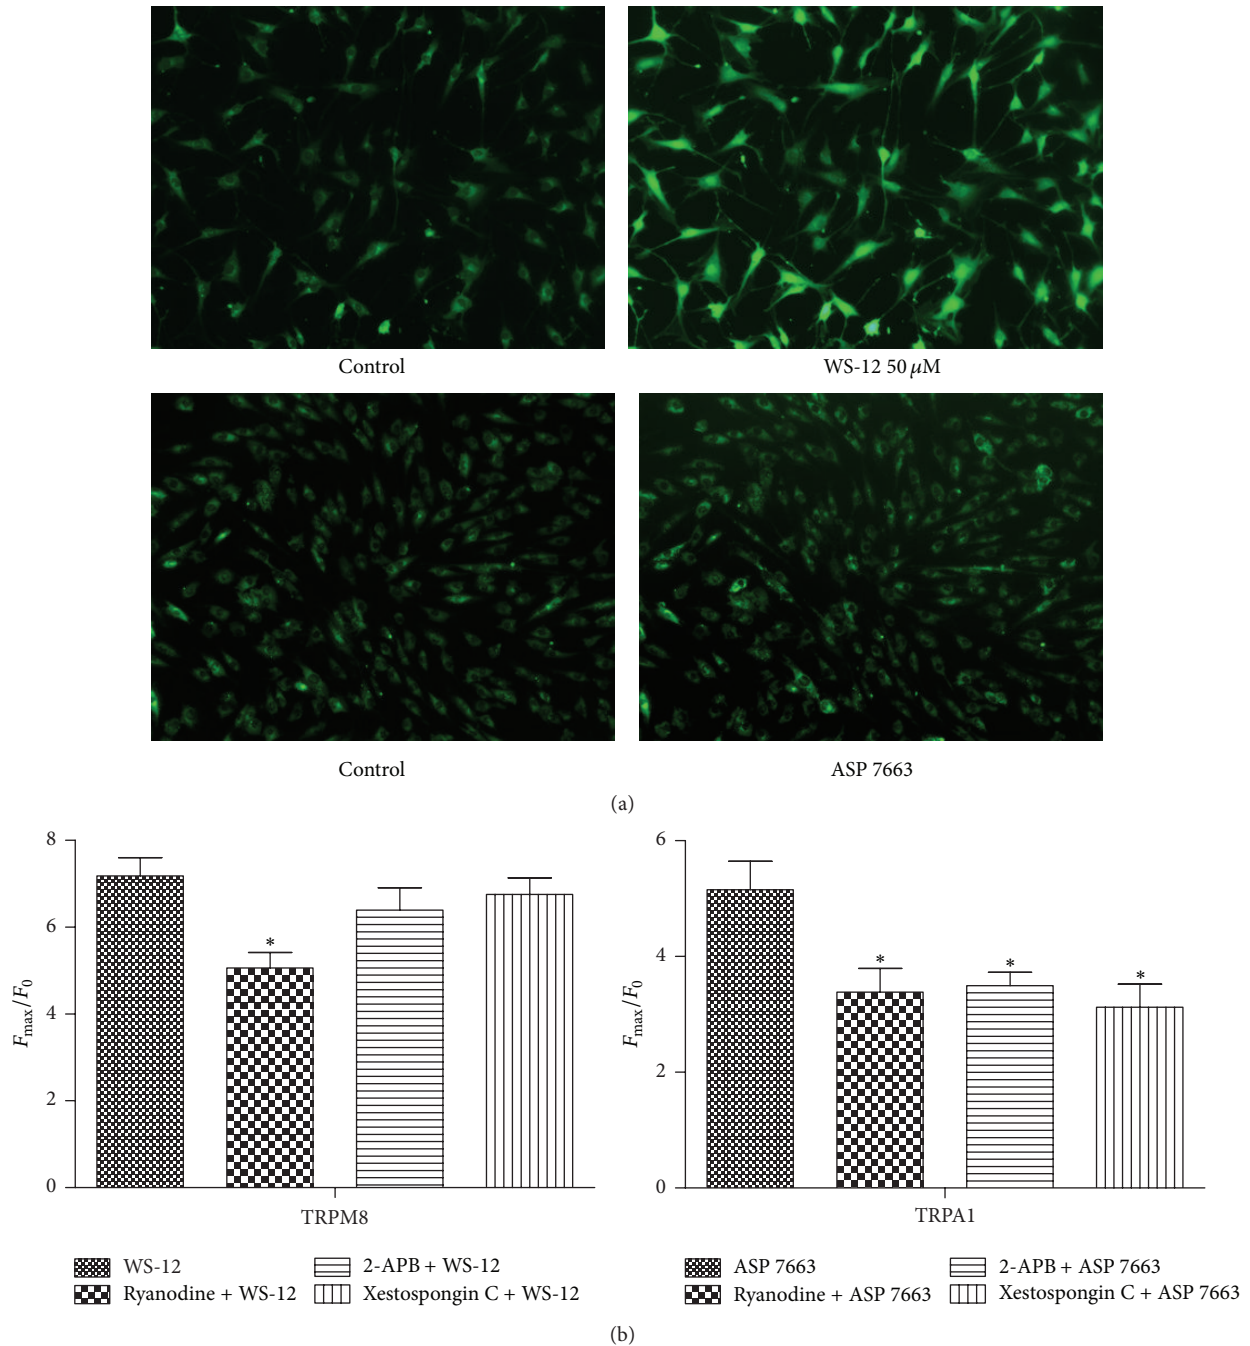 Control WS-12 50 μM
Control ASP 7663
(a)
8
6
4
2
0
Fmax/F0
*
TRPM8
WS-12
Ryanodine + WS-12
2-APB + WS-12
Xestospongin C + WS-12
6
4
2
0
Fmax/F0
* * *
TRPA1
ASP 7663
Ryanodine + ASP 7663
2-APB + ASP 7663
Xestospongin C + ASP 7663
(b)